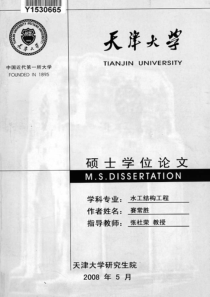 Y1530665
天津大学
TIANJIN UNIVERSITY
中国近代第一所大学
FOUNDED IN 1895
硕士学位论文
M.S.DISSERTATION
学科专业: 水工结构工程
作者姓名: 赛常胜
指导教师: 张社荣 教授
天津大学研究生院
2008 年 5 月